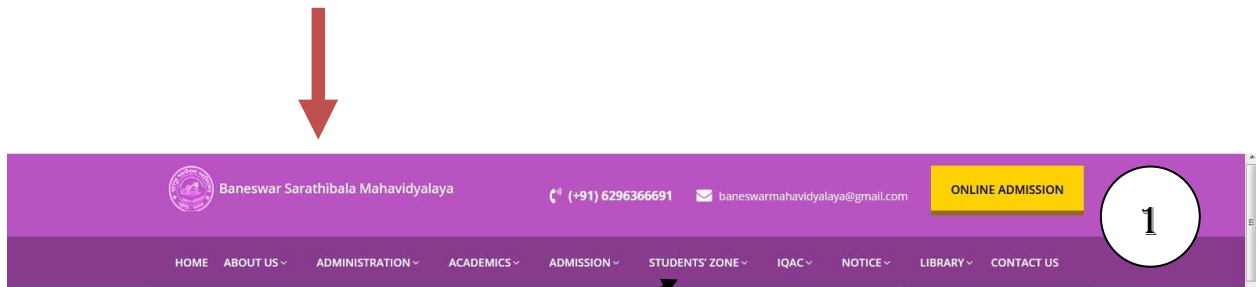 Baneswar Sarathibala Mahavidyalaya
(+91) 6296366691
baneswarmahavidyalaya@gmail.com
ONLINE ADMISSION
1
HOME ABOUT US ADMINISTRATION ACADEMICS ADMISSION STUDENTS' ZONE IQAC NOTICE LIBRARY CONTACT US